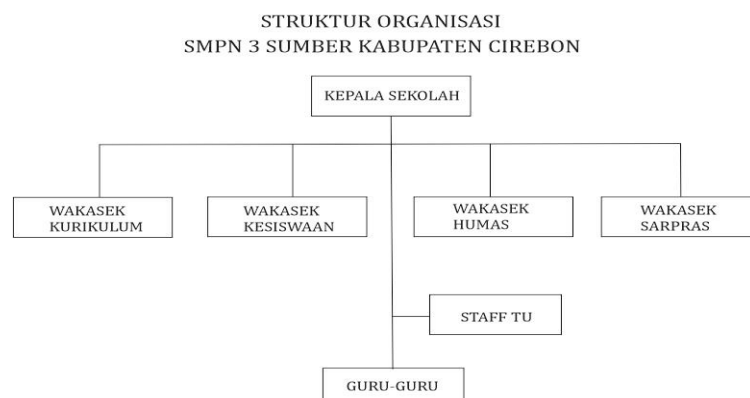 STRUKTUR ORGANISASI
SMPN 3 SUMBER KABUPATEN CIREBON
KEPALA SEKOLAH
WAKASEK
KURIKULUM
WAKASEK
KESISWAAN
WAKASEK
HUMAS
WAKASEK
SARPRAS
STAFF TU
GURU-GURU